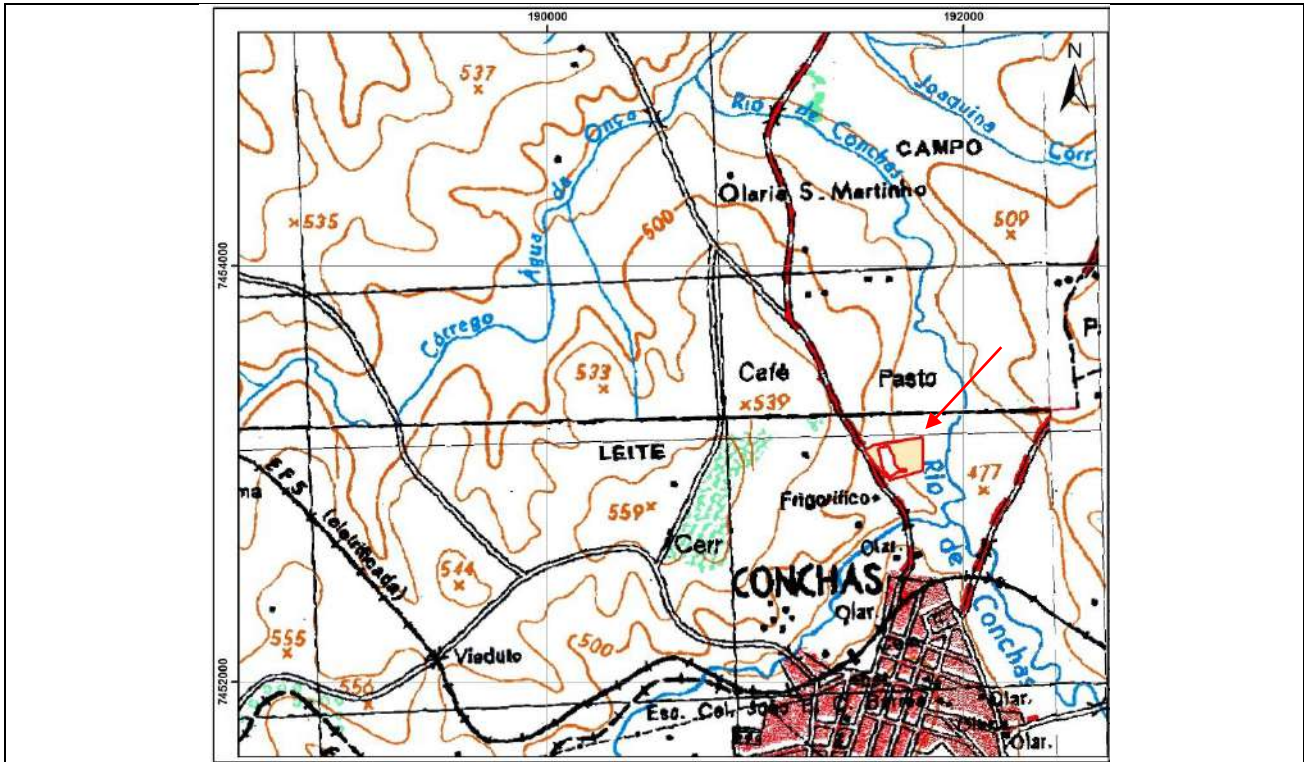 190000
192000
N
537
Joaquina
Rio de Conchas
Córr
CAMPO
Água da Onça
Olaria S. Martinho
535
500
509
7454000
Córrego
P
533
Café
Pasto
539
LEITE
Rio de Conchas
477
EFS
(eletrificada)
ma
559
Frigorífico
Cerr
Olar.
544
CONCHAS
Olar.
555
500
Viaduto
7452000
556
Esc. Cel. João
Olar.
Olar.